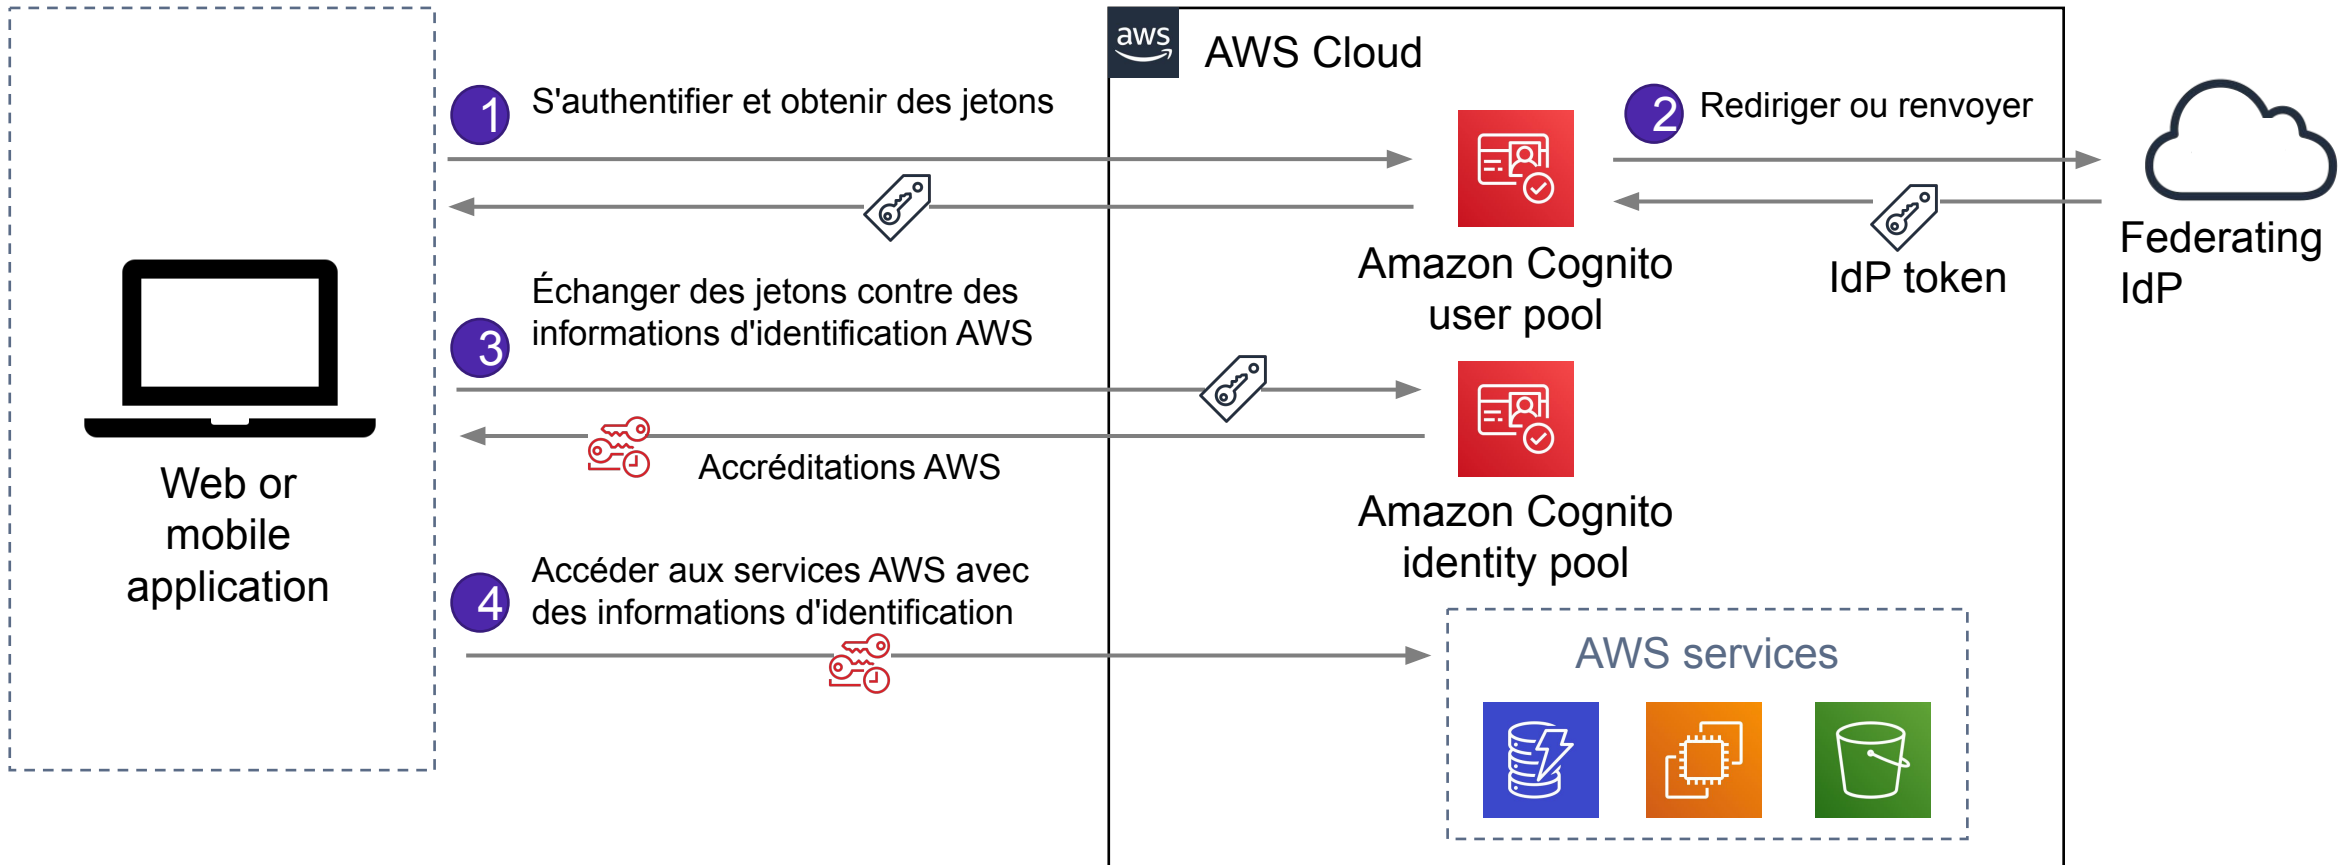 aws
AWS Cloud
1
S'authentifier et obtenir des jetons
2
Rediriger ou renvoyer
Federating
IdP
Amazon Cognito
user pool
IdP token
3
Échanger des jetons contre des
informations d'identification AWS
Accréditations AWS
Amazon Cognito
identity pool
Web or
mobile
application
4
Accéder aux services AWS avec
des informations d'identification
AWS services